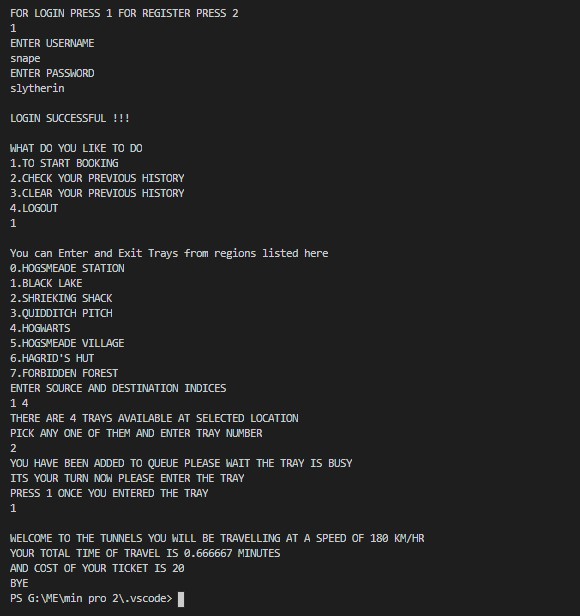 FOR LOGIN PRESS 1 FOR REGISTER PRESS 2
1
ENTER USERNAME
snape
ENTER PASSWORD
slytherin
LOGIN SUCCESSFUL !!!
WHAT DO YOU LIKE TO DO
1.TO START BOOKING
2.CHECK YOUR PREVIOUS HISTORY
3.CLEAR YOUR PREVIOUS HISTORY
4.LOGOUT
1
You can Enter and Exit Trays from regions listed here
0.HOGSMEADE STATION
1.BLACK LAKE
2.SHRIEKING SHACK
3.QUIDDITCH PITCH
4.HOGWARTS
5.HOGSMEADE VILLAGE
6.HAGRID'S HUT
7.FORBIDDEN FOREST
ENTER SOURCE AND DESTINATION INDICES
1 4
THERE ARE 4 TRAYS AVAILABLE AT SELECTED LOCATION
PICK ANY ONE OF THEM AND ENTER TRAY NUMBER
2
YOU HAVE BEEN ADDED TO QUEUE PLEASE WAIT THE TRAY IS BUSY
ITS YOUR TURN NOW PLEASE ENTER THE TRAY
PRESS 1 ONCE YOU ENTERED THE TRAY
1
WELCOME TO THE TUNNELS YOU WILL BE TRAVELLING AT A SPEED OF 180 KM/HR
YOUR TOTAL TIME OF TRAVEL IS 0.666667 MINUTES
AND COST OF YOUR TICKET IS 20
BYE
PS G:\ME\min pro 2\.vscode>